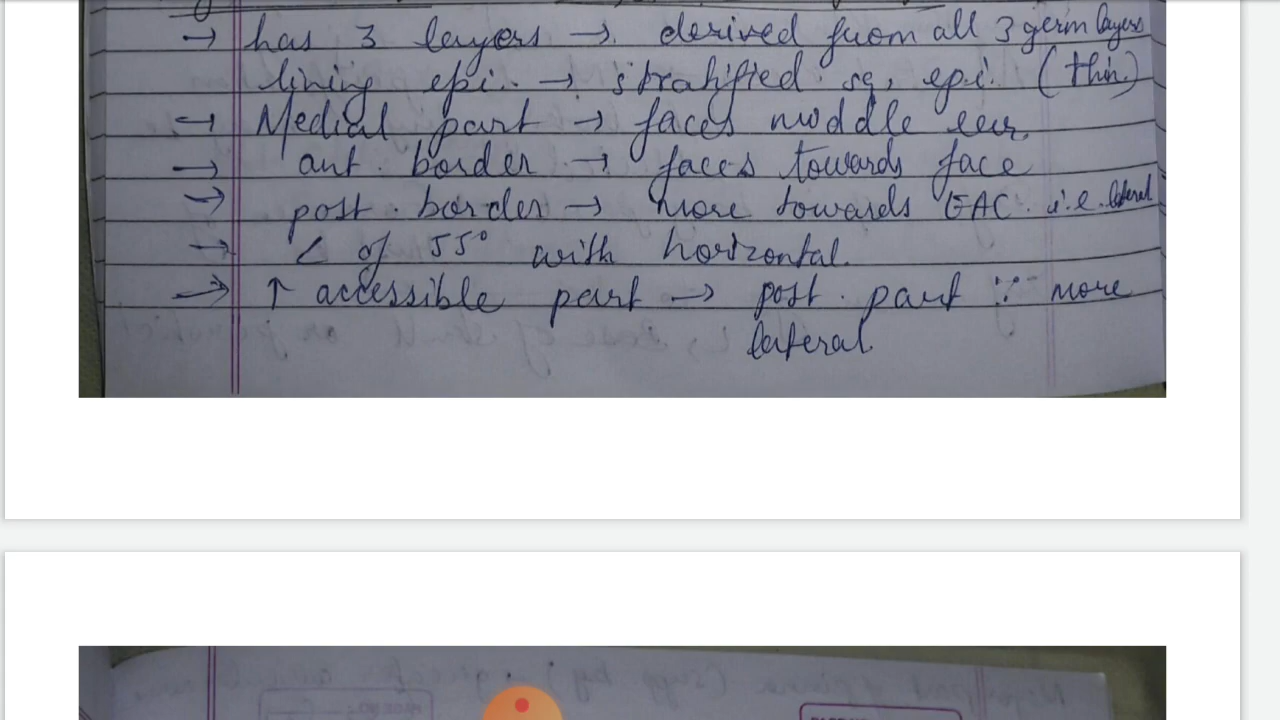 → has 3 layers → derived from all 3 germ layers
lining epi. → stratified sq. epi. (thin)
→ Medial part → faces middle ear.
→ ant. border → faces towards face
→ post. border → more towards EAC. i.e. lateral
→ ∠ of 55° with horizontal.
→ ↑ accessible part → post. part ∵ more
lateral.